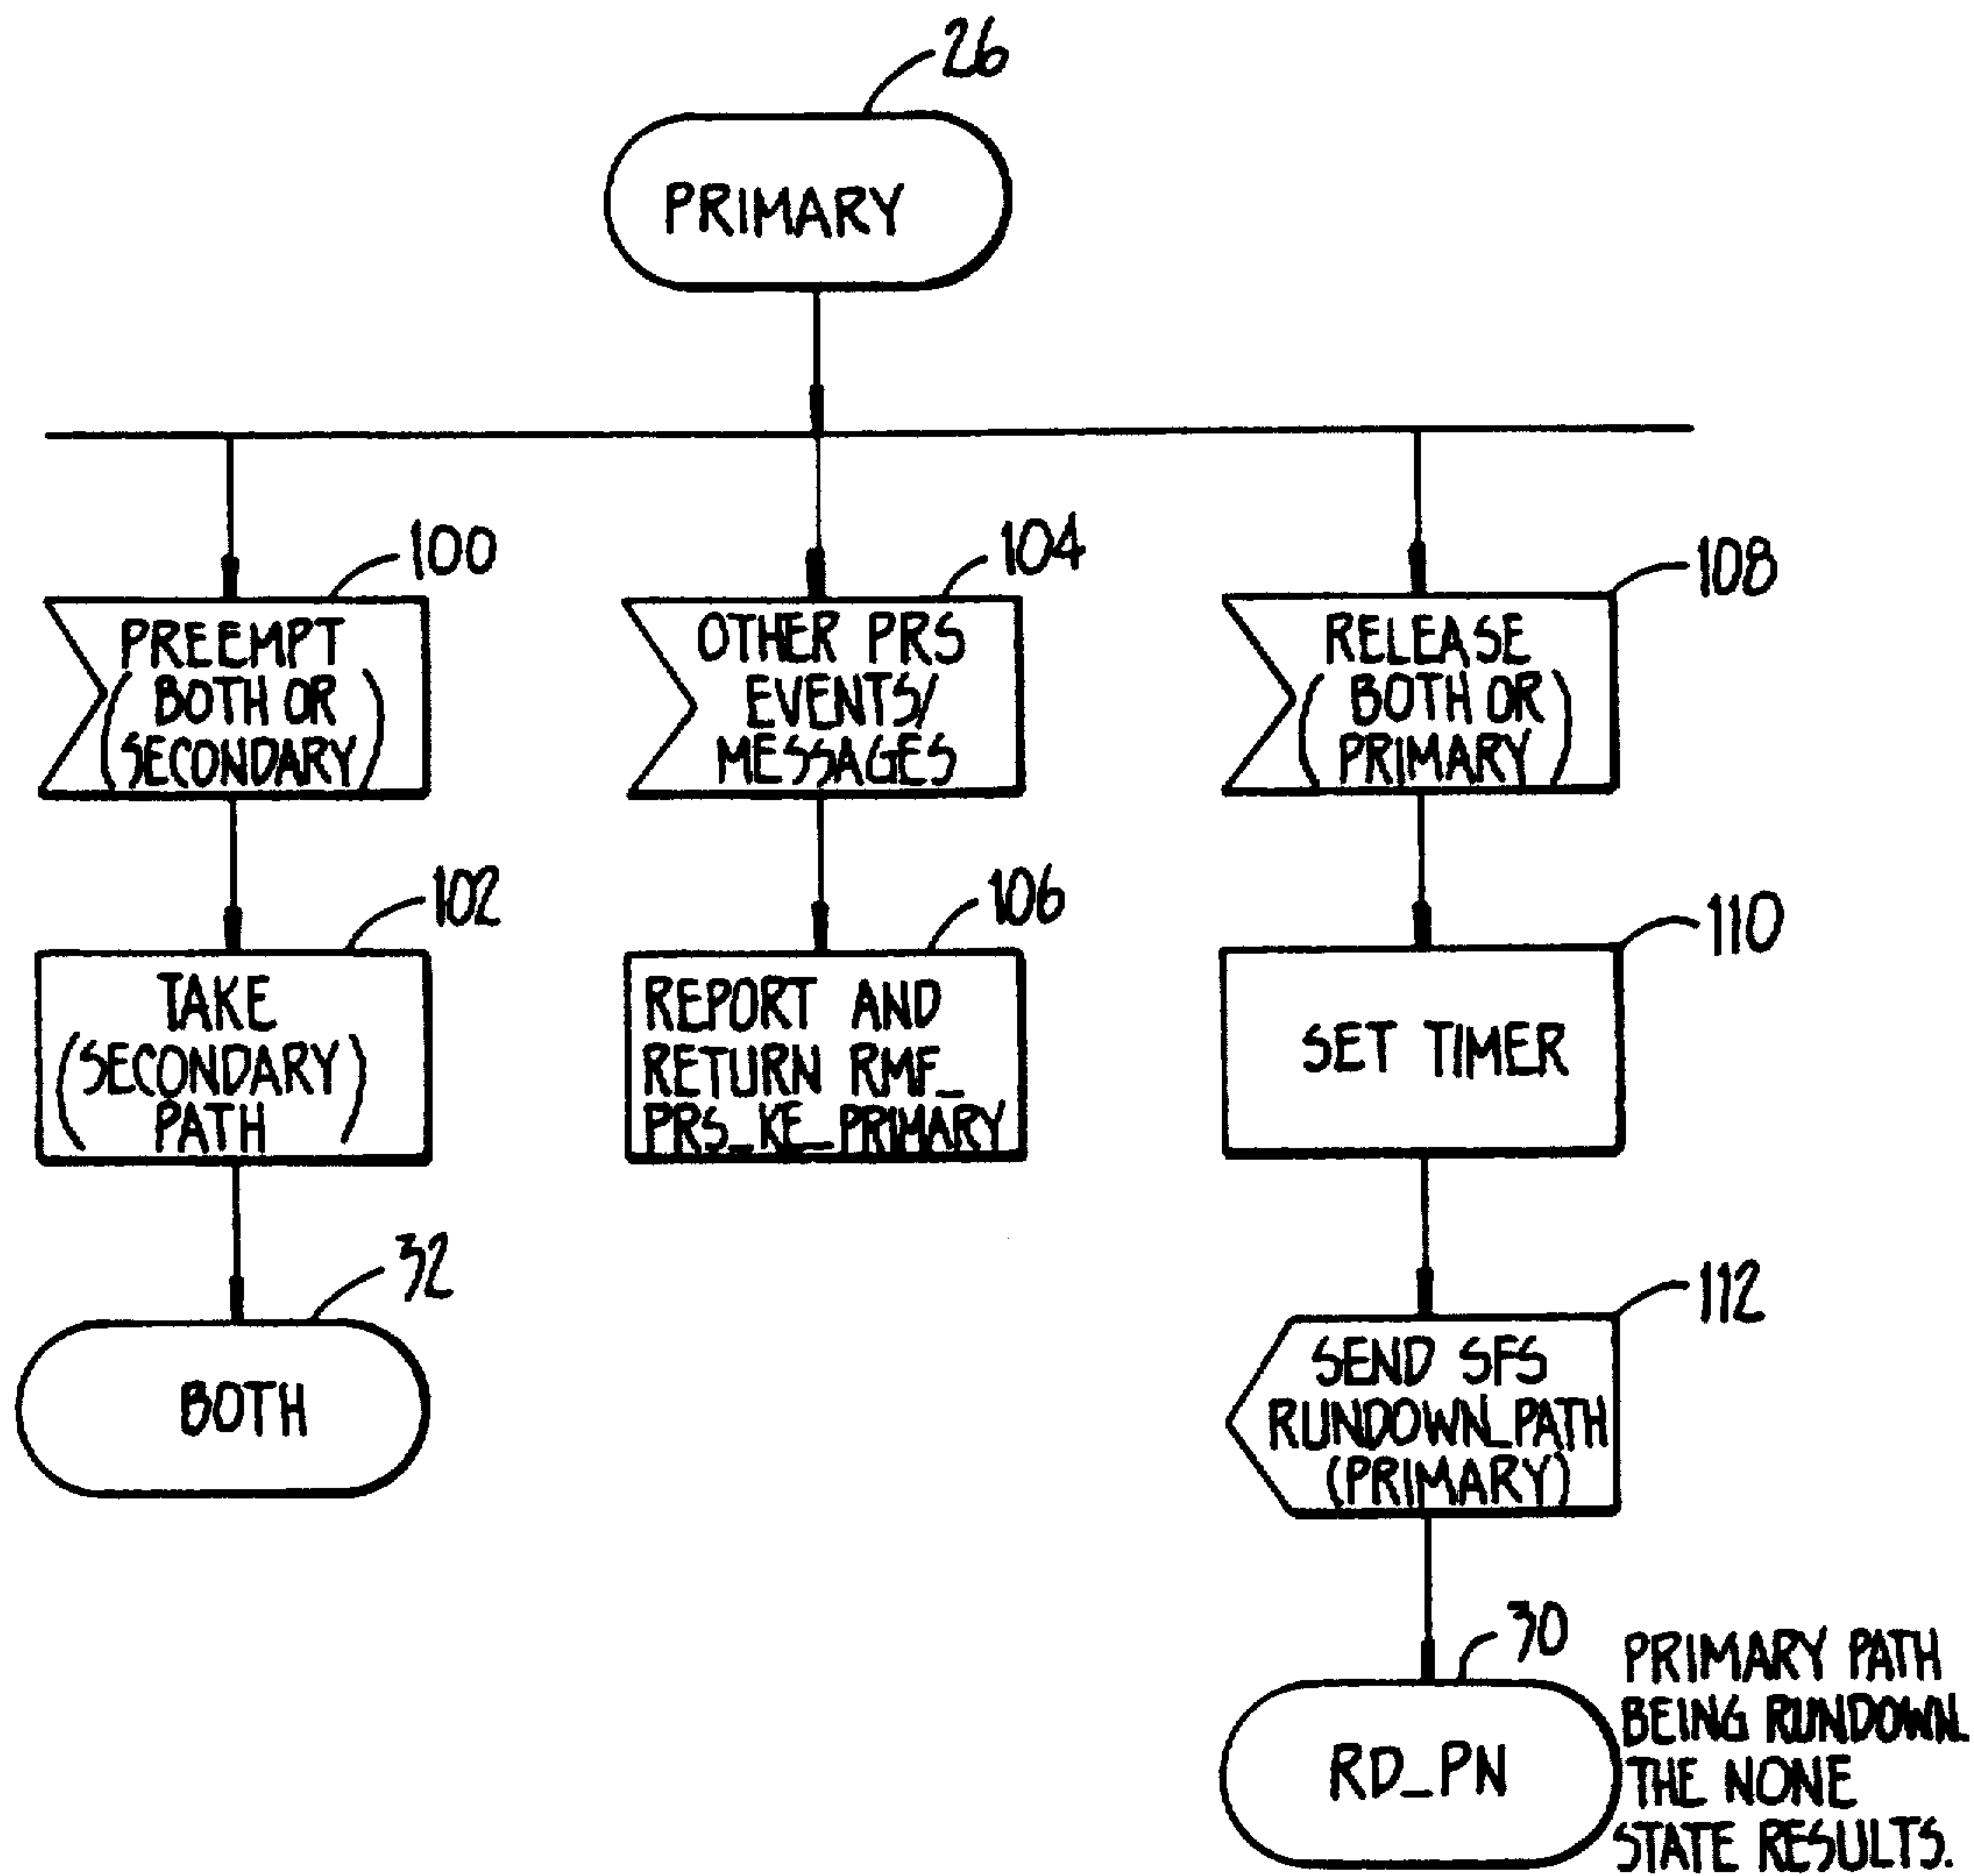 26
PRIMARY
100
PREEMPT
( BOTH OR
SECONDARY )
102
TAKE
( SECONDARY
PATH )
32
BOTH
104
OTHER PRS
EVENTS/
MESSAGES
106
REPORT AND
RETURN RMF_
PRS_KE_PRIMARY
108
RELEASE
( BOTH OR
PRIMARY )
110
SET TIMER
112
SEND SFS
RUNDOWN_PATH
(PRIMARY)
30
RD_PN
PRIMARY PATH
BEING RUNDOWN.
THE NONE
STATE RESULTS.